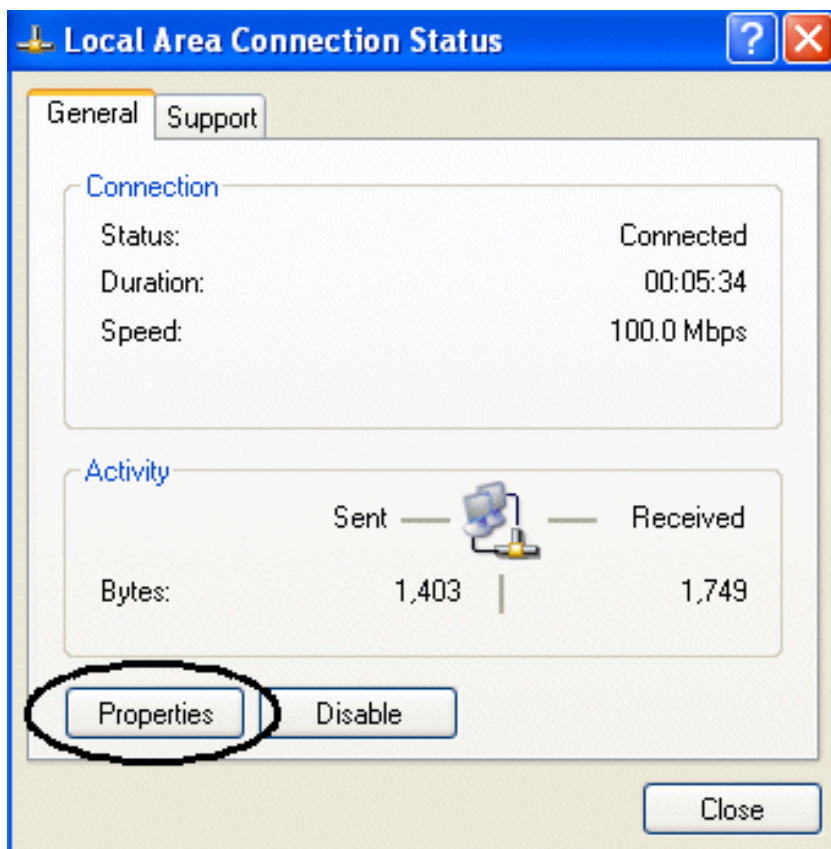 Local Area Connection Status
General Support
Connection
Status: Connected
Duration: 00:05:34
Speed: 100.0 Mbps
Activity
Sent Received
Bytes: 1,403 1,749
Properties Disable
Close